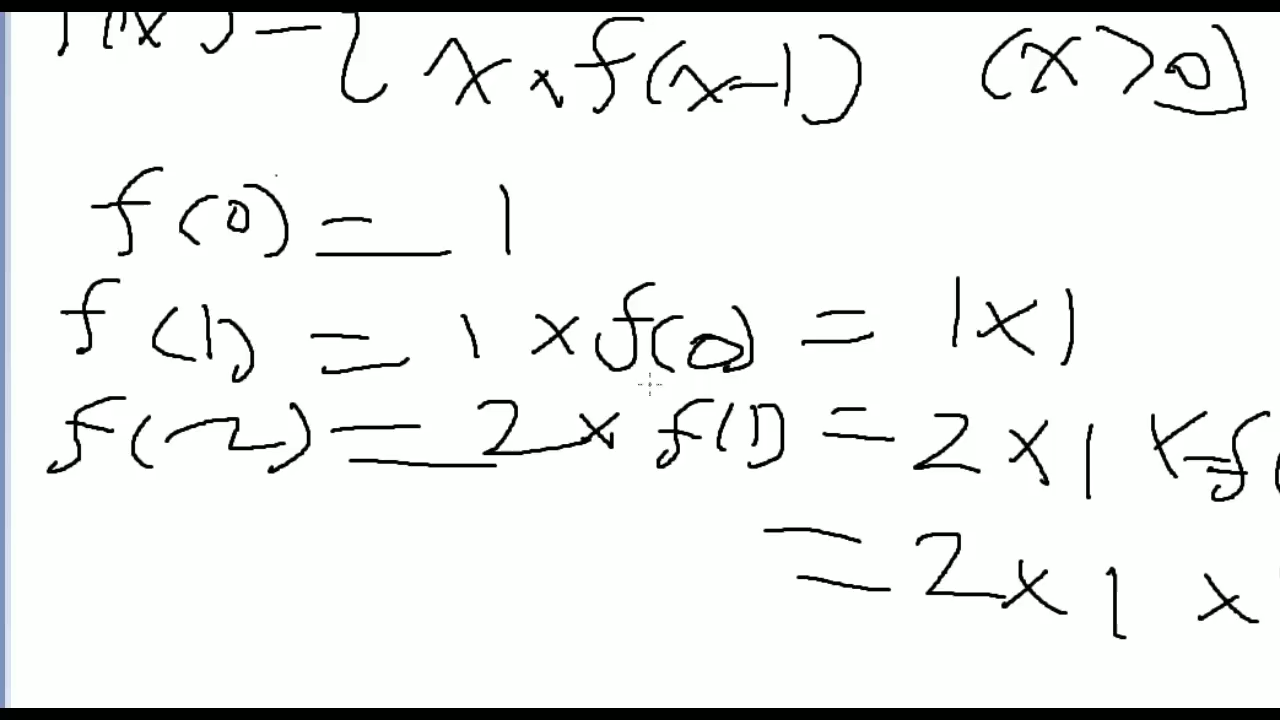 f(x) = { x × f(x-1) (x>0)
f(0) = 1
f(1) = 1 × f(0) = 1×1
f(2) = 2 × f(1) = 2 × 1 × f(
= 2 × 1 ×